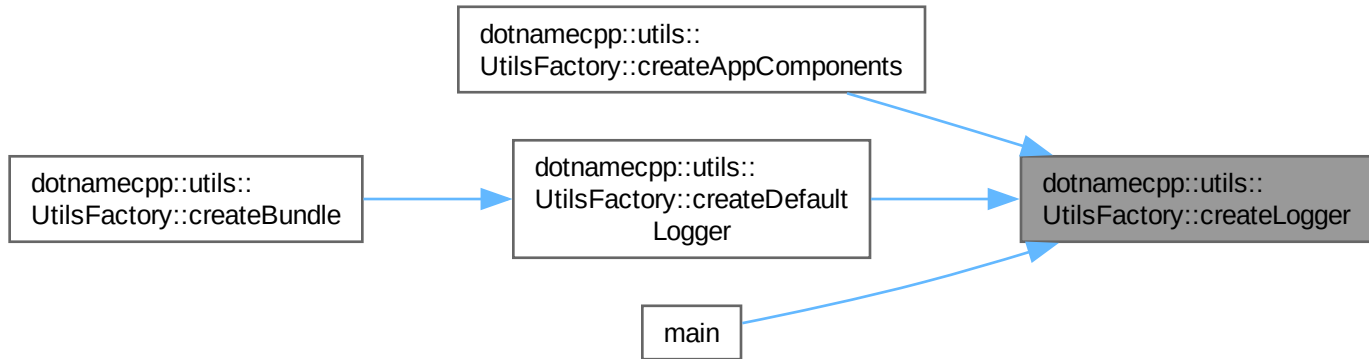 dotnamecpp::utils::
UtilsFactory::createAppComponents
dotnamecpp::utils::
UtilsFactory::createBundle
dotnamecpp::utils::
UtilsFactory::createDefault
Logger
dotnamecpp::utils::
UtilsFactory::createLogger
main